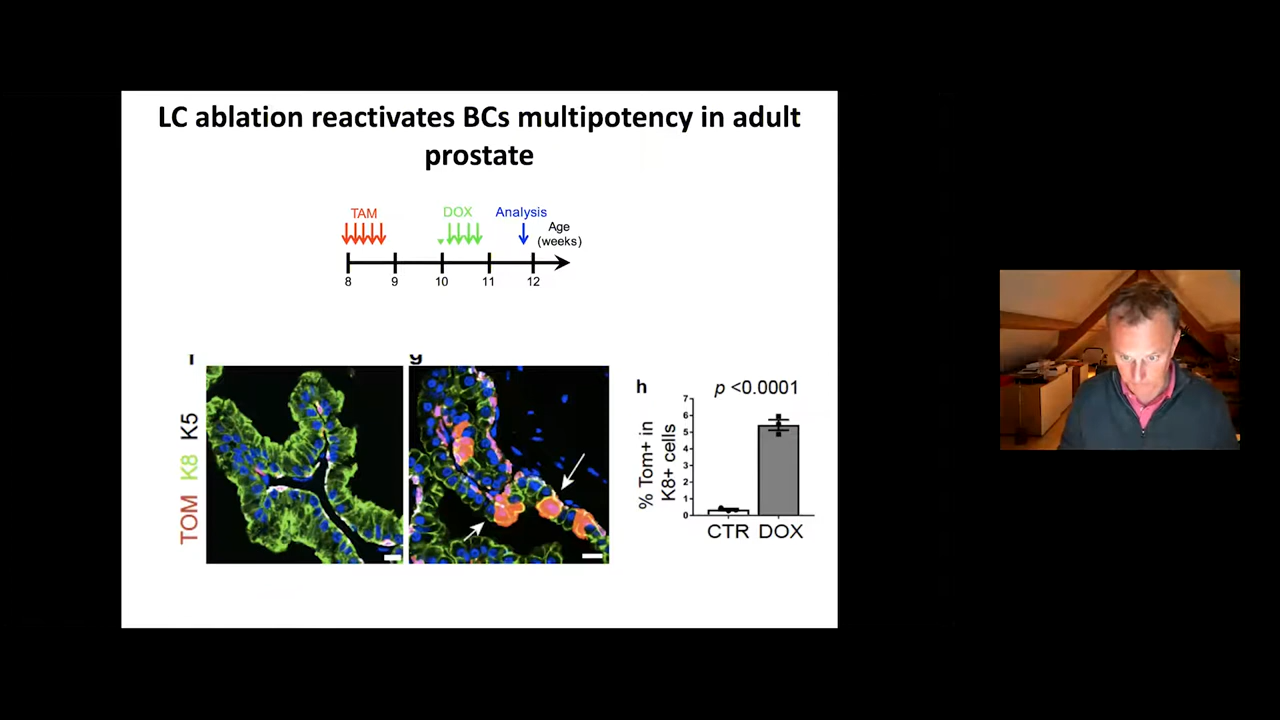 LC ablation reactivates BCs multipotency in adult
prostate
TAM
DOX
Analysis
Age
(weeks)
8 9 10 11 12
g
TOM K8 K5
h
p <0.0001
% Tom+ in
K8+ cells
7
6
5
4
3
2
1
0
CTR DOX